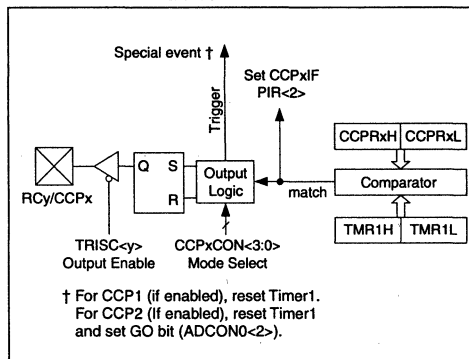 Special event †
Set CCPxIF
PIR<2>
Trigger
CCPRxH CCPRxL
Q S
R
Output
Logic
match
Comparator
RCy/CCPx
TRISC<y>
Output Enable
CCPxCON<3:0>
Mode Select
TMR1H TMR1L
† For CCP1 (if enabled), reset Timer1.
For CCP2 (If enabled), reset Timer1
and set GO bit (ADCON0<2>).